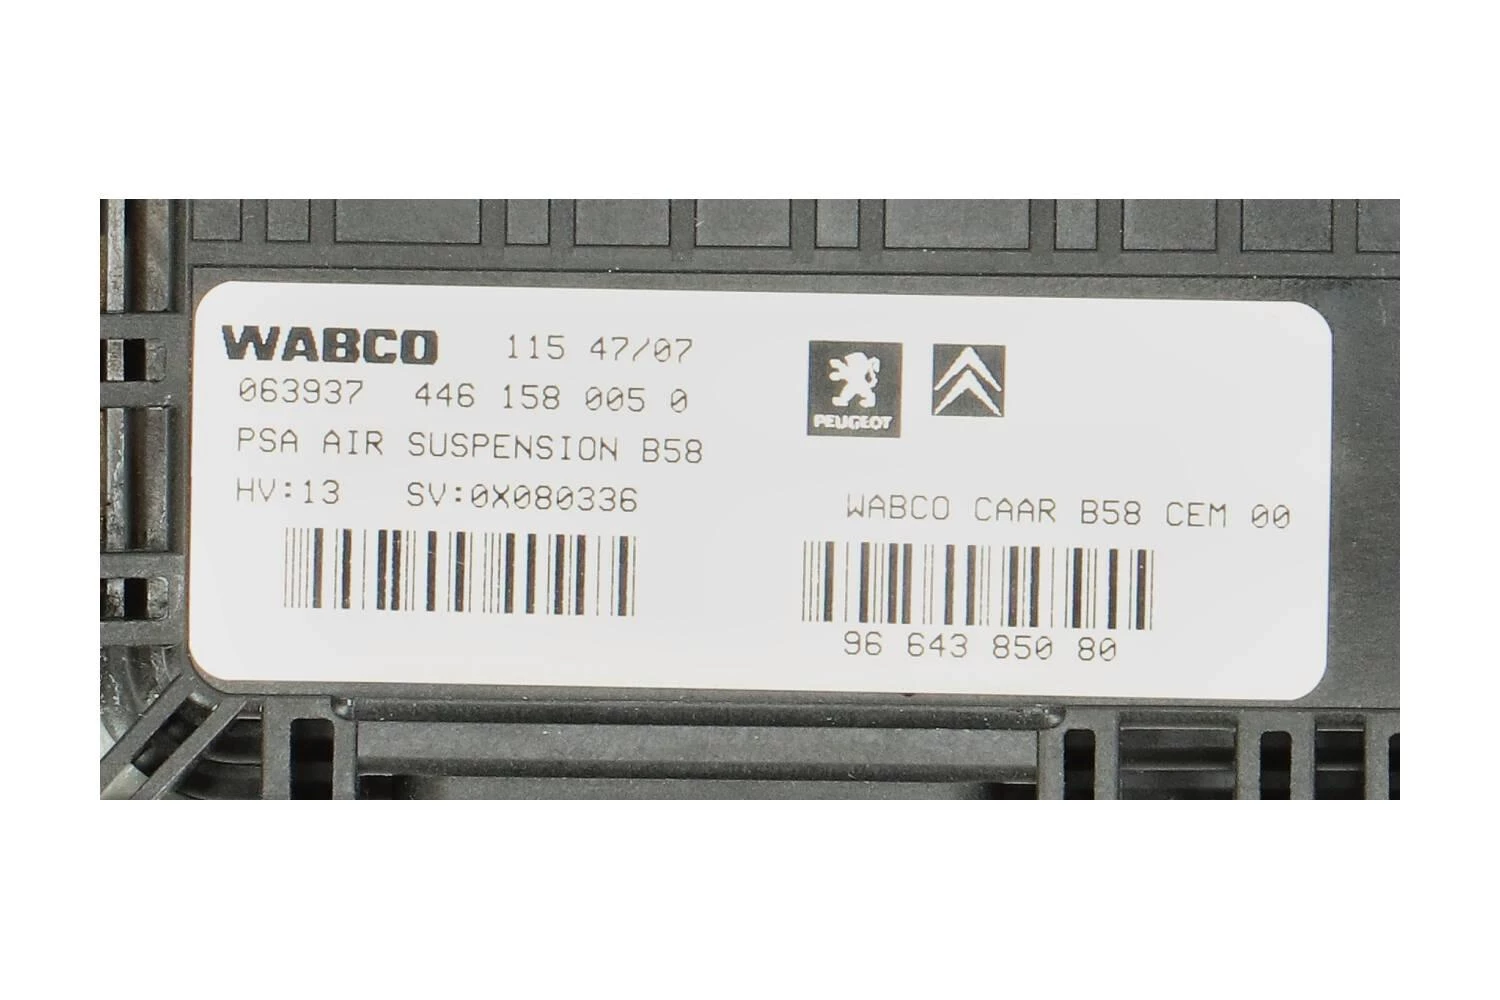 WABCO 115 47/07
063937 446 158 005 0
PSA AIR SUSPENSION B58
HV:13 SV:0X080336
PEUGEOT
WABCO CAAR B58 CEM 00
96 643 850 80